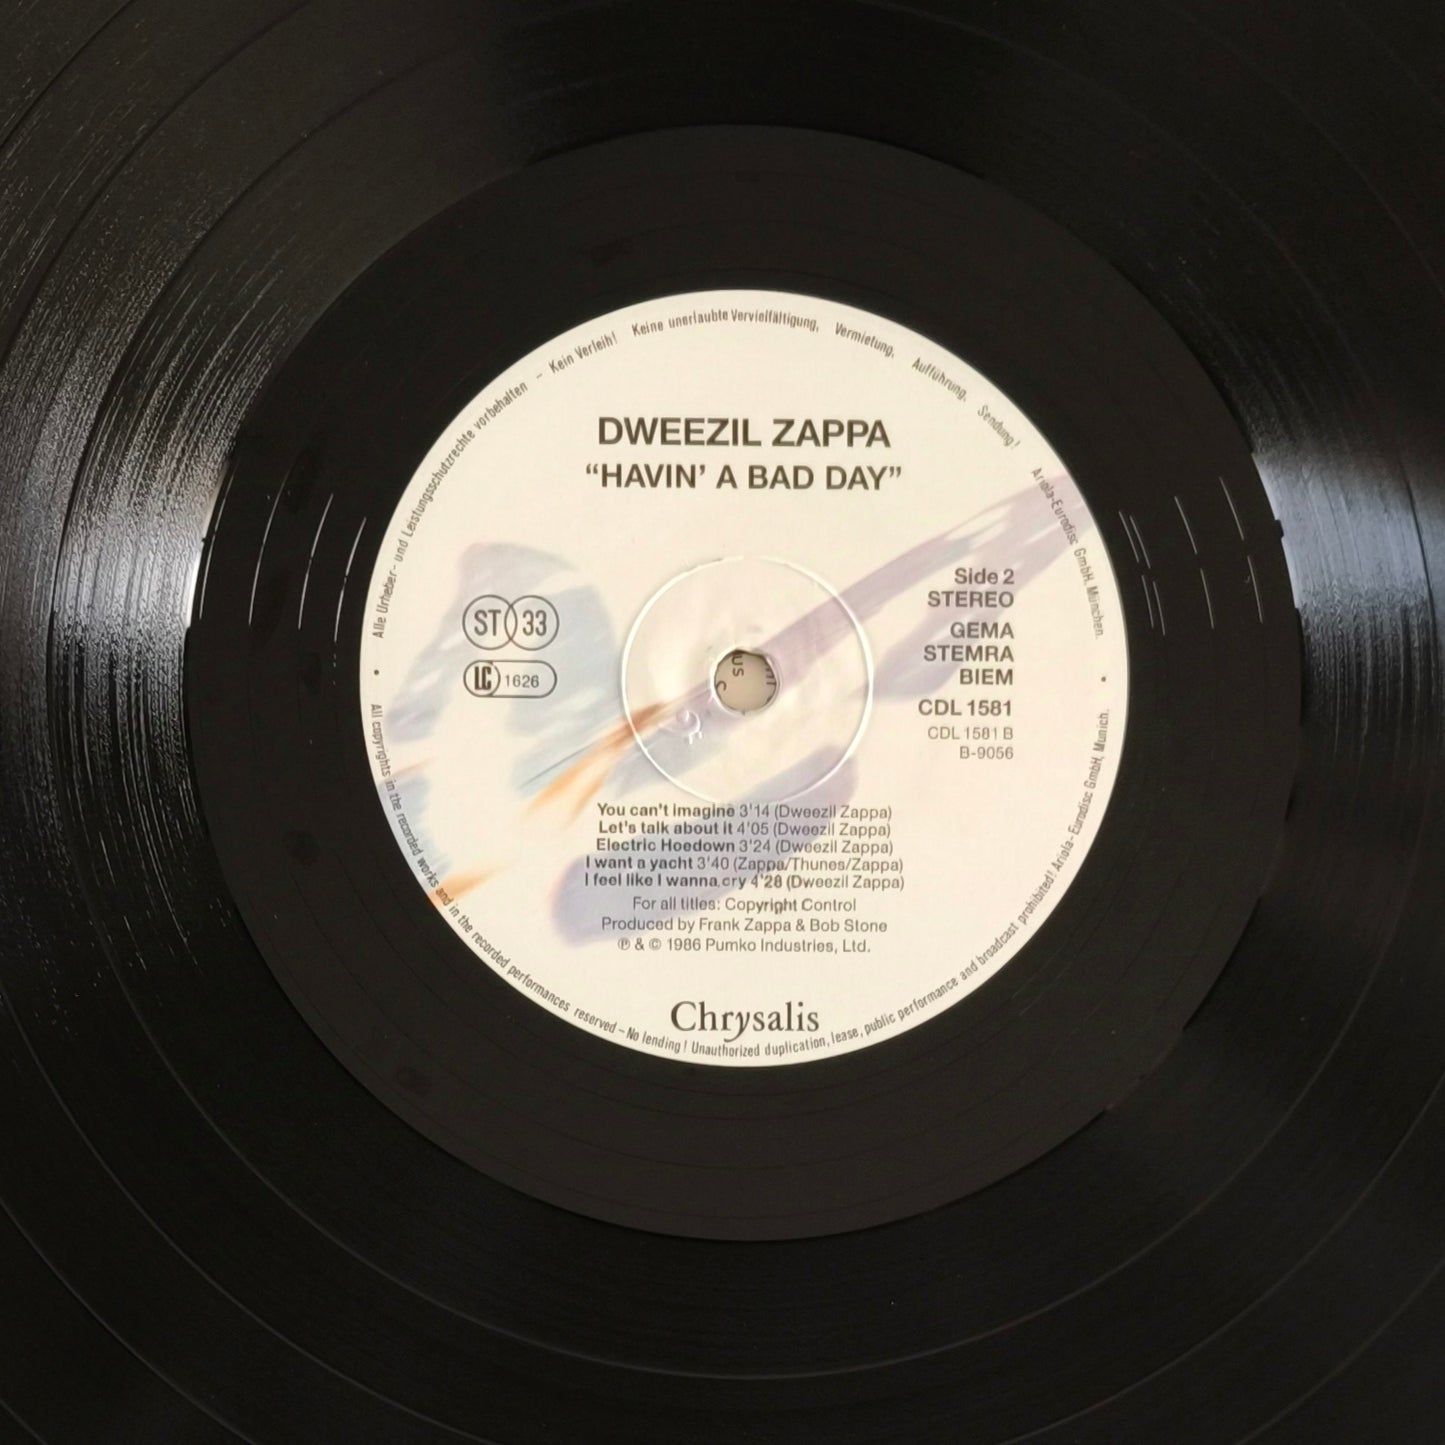 Alle Urheber- und Leistungsschutzrechte vorbehalten – Kein Verleih! Keine unerlaubte Vervielfältigung, Vermietung, Aufführung, Sendung! Ariola-Eurodisc GmbH, München.
DWEEZIL ZAPPA
“HAVIN’ A BAD DAY”
ST 33
LC 1626
Side 2
STEREO
GEMA
STEMRA
BIEM
CDL 1581
CDL 1581 B
B-9056
You can't imagine 3'14 (Dweezil Zappa)
Let's talk about it 4'05 (Dweezil Zappa)
Electric Hoedown 3'24 (Dweezil Zappa)
I want a yacht 3'40 (Zappa/Thunes/Zappa)
I feel like I wanna cry 4'28 (Dweezil Zappa)
For all titles: Copyright Control
Produced by Frank Zappa & Bob Stone
℗ & © 1986 Pumko Industries, Ltd.
Chrysalis
All copyrights in the recorded works and in the recorded performances reserved – No lending! Unauthorized duplication, lease, public performance and broadcast prohibited! Ariola-Eurodisc GmbH, Munich.